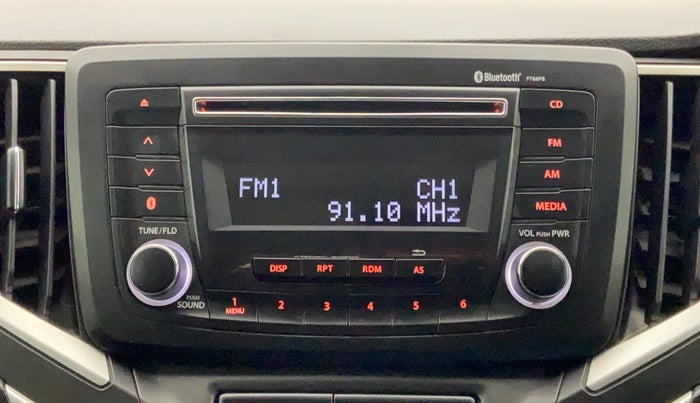 Bluetooth® FT66PB
CD
FM
AM
MEDIA
FM1 CH1
91.10 MHz
TUNE/FLD
VOL PUSH PWR
DISP RPT RDM AS
PUSH
SOUND
1 2 3 4 5 6
MENU